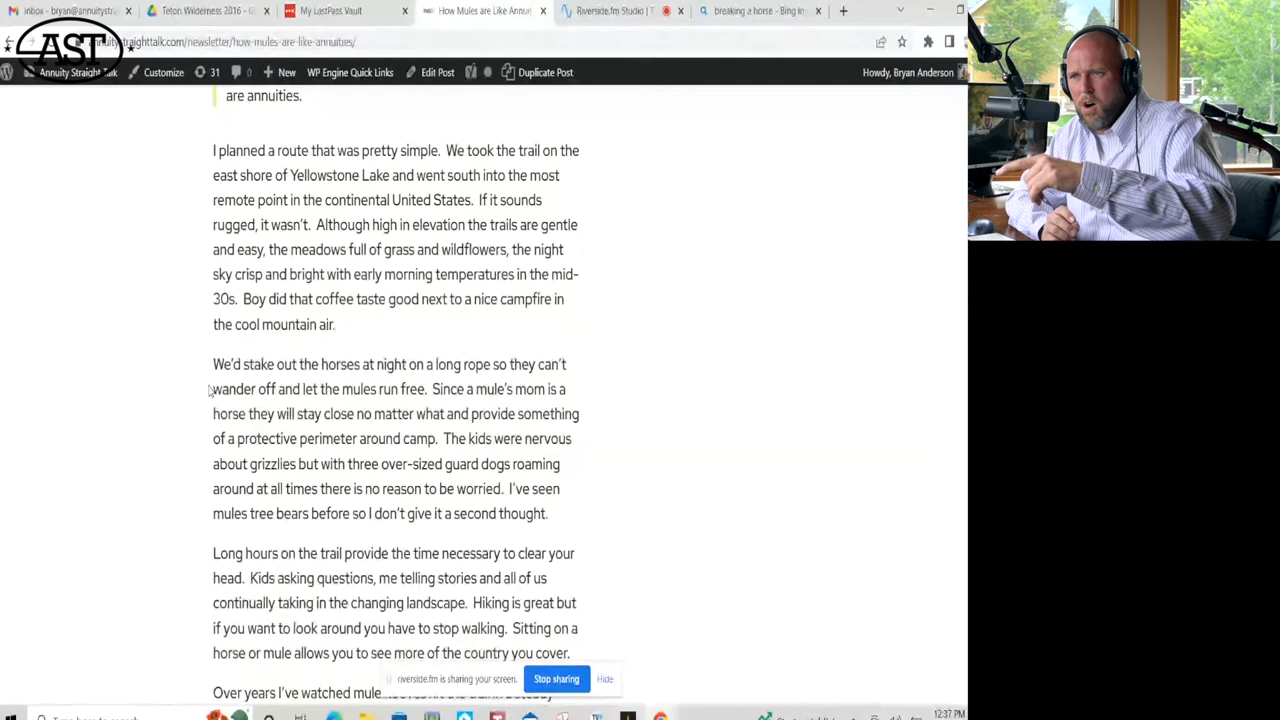 Inbox - bryan@annuitystrai
Teton Wilderness 2016 - G
My LastPass Vault
How Mules are Like Annui
Riverside.fm Studio | T
breaking a horse - Bing im
AST
annuitystraighttalk.com/newsletter/how-mules-are-like-annuities/
Annuity Straight Talk
Customize
31
0
New
WP Engine Quick Links
Edit Post
Duplicate Post
Howdy, Bryan Anderson
are annuities.
I planned a route that was pretty simple. We took the trail on the
east shore of Yellowstone Lake and went south into the most
remote point in the continental United States. If it sounds
rugged, it wasn't. Although high in elevation the trails are gentle
and easy, the meadows full of grass and wildflowers, the night
sky crisp and bright with early morning temperatures in the mid-
30s. Boy did that coffee taste good next to a nice campfire in
the cool mountain air.
We'd stake out the horses at night on a long rope so they can't
wander off and let the mules run free. Since a mule's mom is a
horse they will stay close no matter what and provide something
of a protective perimeter around camp. The kids were nervous
about grizzlies but with three over-sized guard dogs roaming
around at all times there is no reason to be worried. I've seen
mules tree bears before so I don't give it a second thought.
Long hours on the trail provide the time necessary to clear your
head. Kids asking questions, me telling stories and all of us
continually taking in the changing landscape. Hiking is great but
if you want to look around you have to stop walking. Sitting on a
horse or mule allows you to see more of the country you cover.
riverside.fm is sharing your screen.
Stop sharing
Hide
Over years I've watched mule
Type here to search
12:37 PM